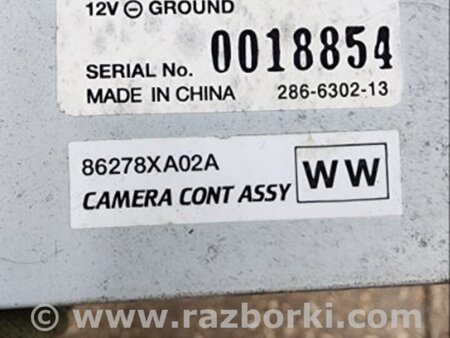 12V ⊖ GROUND
SERIAL No. 0018854
MADE IN CHINA 286-6302-13
86278XA02A
CAMERA CONT ASSY WW
© www.razborki.com